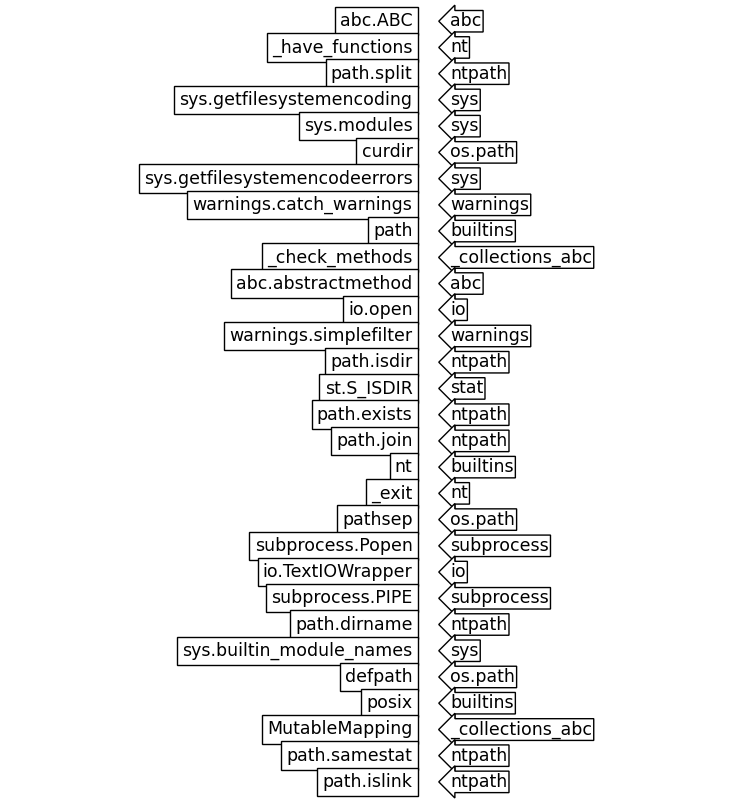 abc.ABC abc
_have_functions nt
path.split ntpath
sys.getfilesystemencoding sys
sys.modules sys
curdir os.path
sys.getfilesystemencodeerrors sys
warnings.catch_warnings warnings
path builtins
_check_methods _collections_abc
abc.abstractmethod abc
io.open io
warnings.simplefilter warnings
path.isdir ntpath
st.S_ISDIR stat
path.exists ntpath
path.join ntpath
nt builtins
_exit nt
pathsep os.path
subprocess.Popen subprocess
io.TextIOWrapper io
subprocess.PIPE subprocess
path.dirname ntpath
sys.builtin_module_names sys
defpath os.path
posix builtins
MutableMapping _collections_abc
path.samestat ntpath
path.islink ntpath